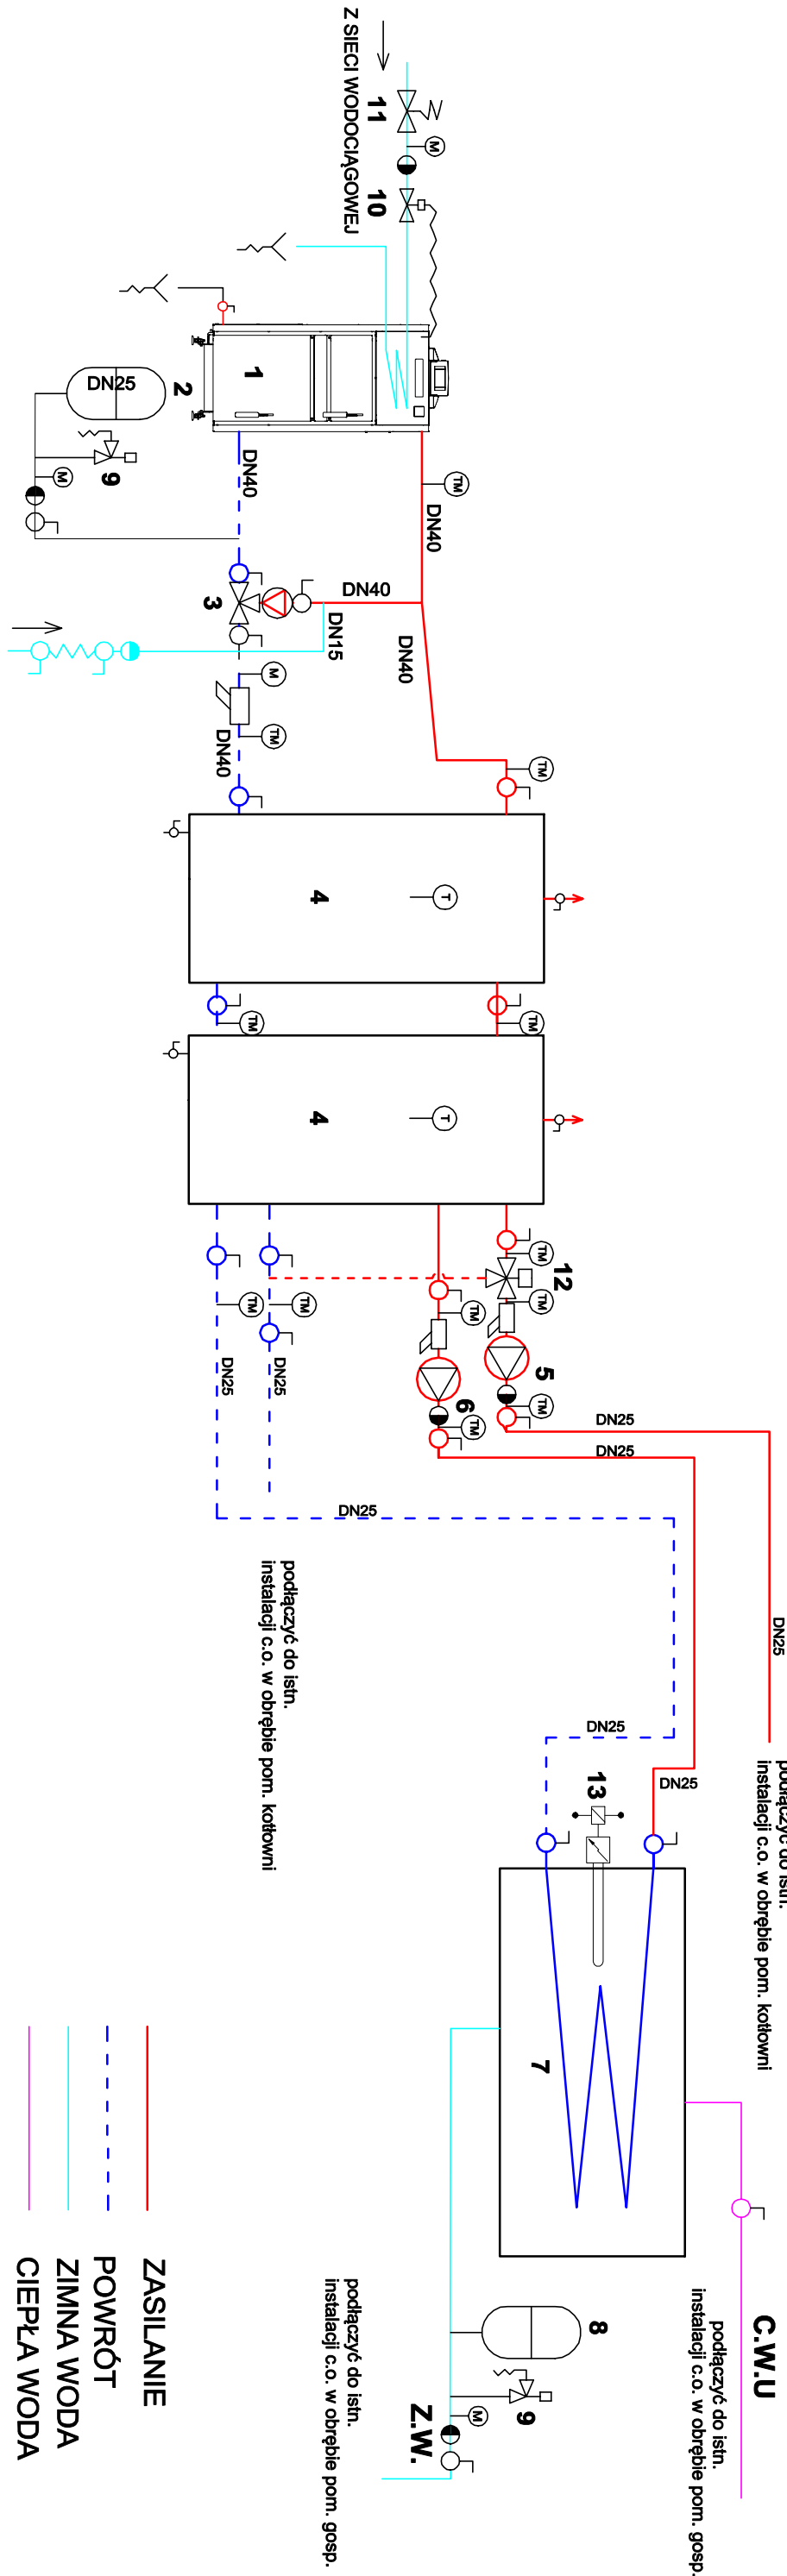 Z SIECI WODOCIĄGOWEJ
11
M
10
1
2
DN25
9
M
DN40
TM
DN40
3
DN40
DN15
DN40
M
TM
DN40
TM
4
T
TM
TM
4
T
TM
12
TM
TM
5
TM
6
TM
TM
TM
DN25
DN25
DN25
DN25
DN25
DN25
podłączyć do istn.
instalacji c.o. w obrębie pom. kotłowni
DN25
DN25
podłączyć do istn.
instalacji c.o. w obrębie pom. kotłowni
13
7
8
9
M
Z.W.
podłączyć do istn.
instalacji c.o. w obrębie pom. gosp.
C.W.U
podłączyć do istn.
instalacji c.o. w obrębie pom. gosp.
ZASILANIE
POWRÓT
ZIMNA WODA
CIEPŁA WODA